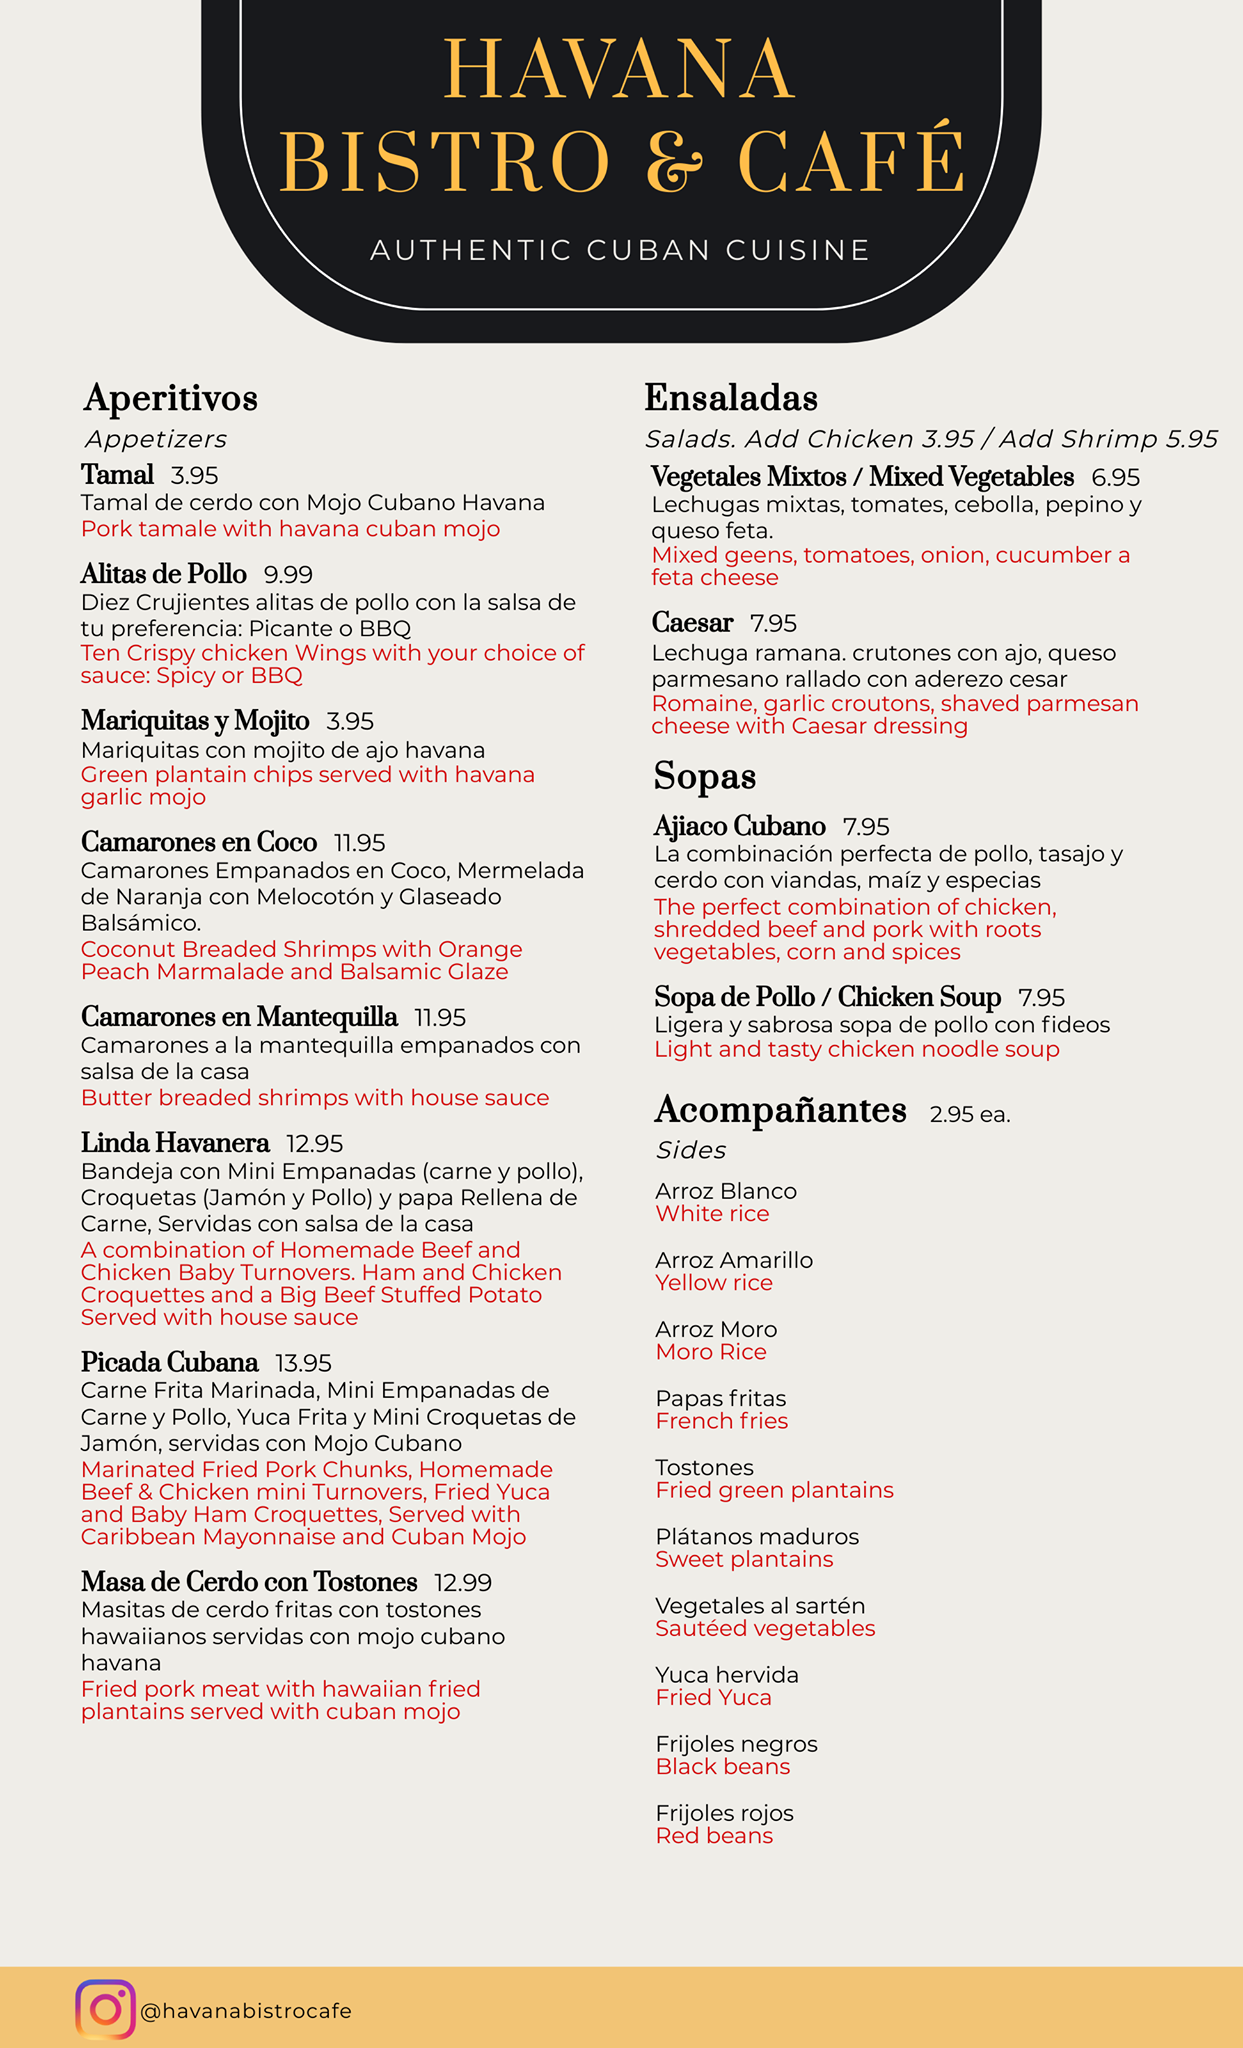 HAVANA
BISTRO & CAFÉ
AUTHENTIC CUBAN CUISINE
Aperitivos
Appetizers
Tamal 3.95
Tamal de cerdo con Mojo Cubano Havana
Pork tamale with havana cuban mojo
Alitas de Pollo 9.99
Diez Crujientes alitas de pollo con la salsa de
tu preferencia: Picante o BBQ
Ten Crispy chicken Wings with your choice of
sauce: Spicy or BBQ
Mariquitas y Mojito 3.95
Mariquitas con mojito de ajo havana
Green plantain chips served with havana
garlic mojo
Camarones en Coco 11.95
Camarones Empanados en Coco, Mermelada
de Naranja con Melocotón y Glaseado
Balsámico.
Coconut Breaded Shrimps with Orange
Peach Marmalade and Balsamic Glaze
Camarones en Mantequilla 11.95
Camarones a la mantequilla empanados con
salsa de la casa
Butter breaded shrimps with house sauce
Linda Havanera 12.95
Bandeja con Mini Empanadas (carne y pollo),
Croquetas (Jamón y Pollo) y papa Rellena de
Carne, Servidas con salsa de la casa
A combination of Homemade Beef and
Chicken Baby Turnovers. Ham and Chicken
Croquettes and a Big Beef Stuffed Potato
Served with house sauce
Picada Cubana 13.95
Carne Frita Marinada, Mini Empanadas de
Carne y Pollo, Yuca Frita y Mini Croquetas de
Jamón, servidas con Mojo Cubano
Marinated Fried Pork Chunks, Homemade
Beef & Chicken mini Turnovers, Fried Yuca
and Baby Ham Croquettes, Served with
Caribbean Mayonnaise and Cuban Mojo
Masa de Cerdo con Tostones 12.99
Masitas de cerdo fritas con tostones
hawaiianos servidas con mojo cubano
havana
Fried pork meat with hawaiian fried
plantains served with cuban mojo
Ensaladas
Salads. Add Chicken 3.95 / Add Shrimp 5.95
Vegetales Mixtos / Mixed Vegetables 6.95
Lechugas mixtas, tomates, cebolla, pepino y
queso feta.
Mixed geens, tomatoes, onion, cucumber a
feta cheese
Caesar 7.95
Lechuga ramana. crutones con ajo, queso
parmesano rallado con aderezo cesar
Romaine, garlic croutons, shaved parmesan
cheese with Caesar dressing
Sopas
Ajiaco Cubano 7.95
La combinación perfecta de pollo, tasajo y
cerdo con viandas, maíz y especias
The perfect combination of chicken,
shredded beef and pork with roots
vegetables, corn and spices
Sopa de Pollo / Chicken Soup 7.95
Ligera y sabrosa sopa de pollo con fideos
Light and tasty chicken noodle soup
Acompañantes 2.95 ea.
Sides
Arroz Blanco
White rice
Arroz Amarillo
Yellow rice
Arroz Moro
Moro Rice
Papas fritas
French fries
Tostones
Fried green plantains
Plátanos maduros
Sweet plantains
Vegetales al sartén
Sautéed vegetables
Yuca hervida
Fried Yuca
Frijoles negros
Black beans
Frijoles rojos
Red beans
@havanabistrocafe